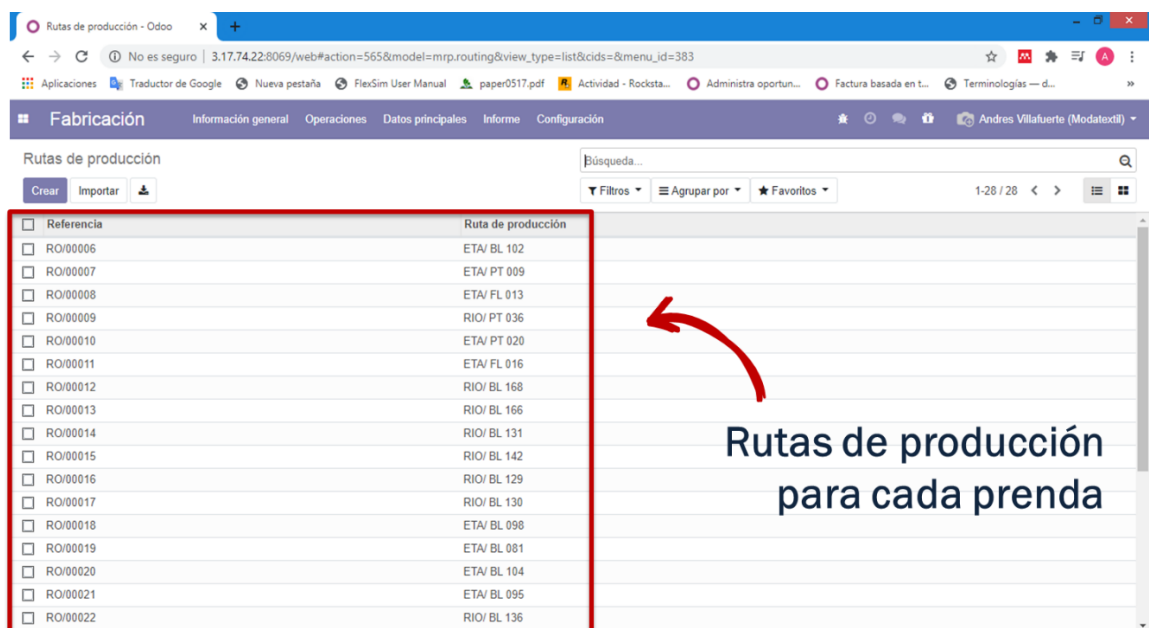 Rutas de producción - Odoo
No es seguro | 3.17.74.22:8069/web#action=565&model=mrp.routing&view_type=list&cids=&menu_id=383
Aplicaciones Traductor de Google Nueva pestaña FlexSim User Manual paper0517.pdf Actividad - Rocksta... Administra oportun... Factura basada en t... Terminologías — d... »
Fabricación Información general Operaciones Datos principales Informe Configuración Andres Villafuerte (Modatextil)
Rutas de producción Búsqueda...
Crear Importar Filtros Agrupar por Favoritos 1-28 / 28
Referencia Ruta de producción
RO/00006 ETA/ BL 102
RO/00007 ETA/ PT 009
RO/00008 ETA/ FL 013
RO/00009 RIO/ PT 036
RO/00010 ETA/ PT 020
RO/00011 ETA/ FL 016
RO/00012 RIO/ BL 168
RO/00013 RIO/ BL 166
RO/00014 RIO/ BL 131
RO/00015 RIO/ BL 142
RO/00016 RIO/ BL 129
RO/00017 RIO/ BL 130
RO/00018 ETA/ BL 098
RO/00019 ETA/ BL 081
RO/00020 ETA/ BL 104
RO/00021 ETA/ BL 095
RO/00022 RIO/ BL 136
Rutas de producción
para cada prenda